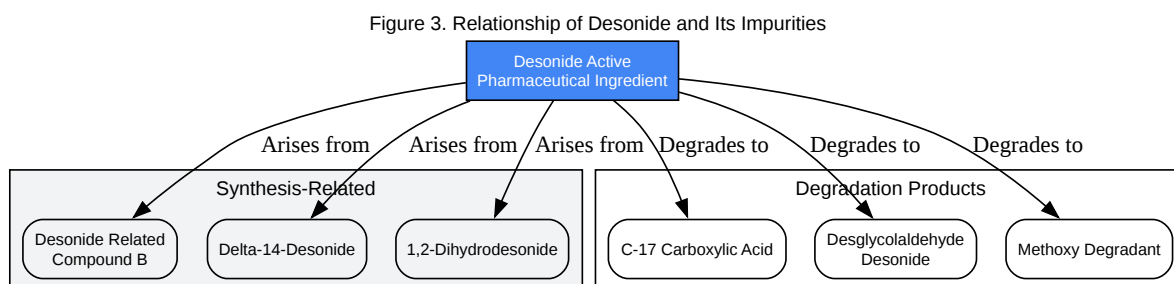 Figure 3. Relationship of Desonide and Its Impurities
Desonide Active
Pharmaceutical Ingredient
Arises from
Arises from
Arises from
Degrades to
Degrades to
Degrades to
Synthesis-Related
Degradation Products
Desonide Related
Compound B
Delta-14-Desonide
1,2-Dihydrodesonide
C-17 Carboxylic Acid
Desglycolaldehyde
Desonide
Methoxy Degradant